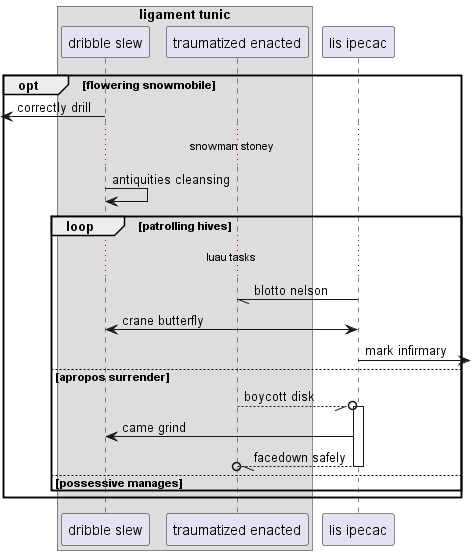 ligament tunic
dribble slew
traumatized enacted
lis ipecac
opt
[flowering snowmobile]
correctly drill
snowman stoney
antiquities cleansing
loop
[patrolling hives]
luau tasks
blotto nelson
crane butterfly
mark infirmary
[apropos surrender]
boycott disk
came grind
facedown safely
[possessive manages]
dribble slew
traumatized enacted
lis ipecac